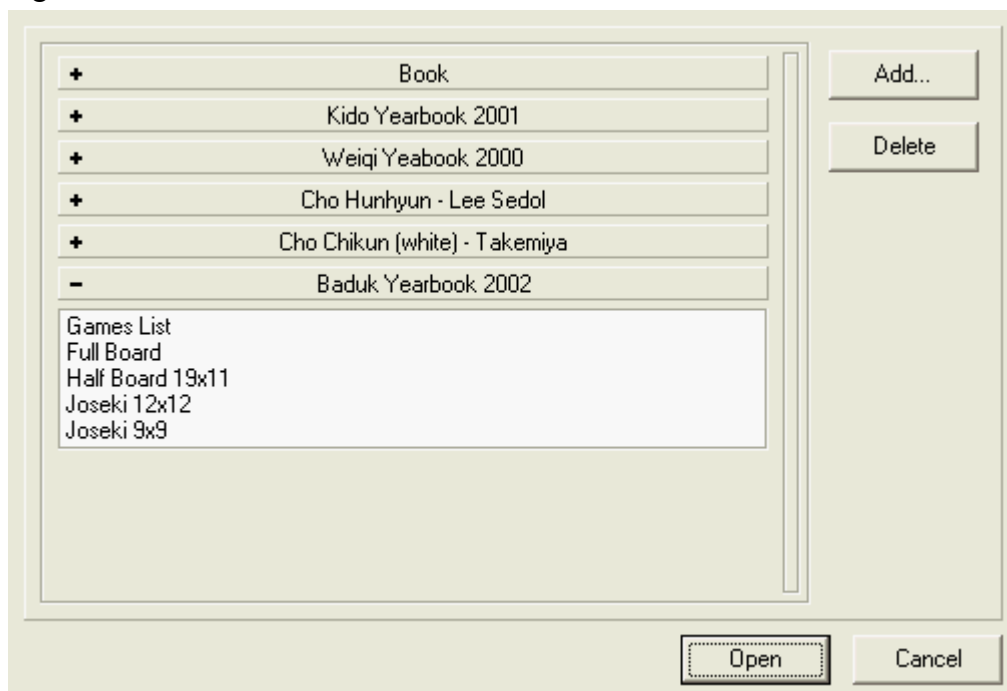 + Book
+ Kido Yearbook 2001
+ Weiqi Yeabook 2000
+ Cho Hunhyun - Lee Sedol
+ Cho Chikun (white) - Takemiya
- Baduk Yearbook 2002
Games List
Full Board
Half Board 19x11
Joseki 12x12
Joseki 9x9
Add...
Delete
Open
Cancel